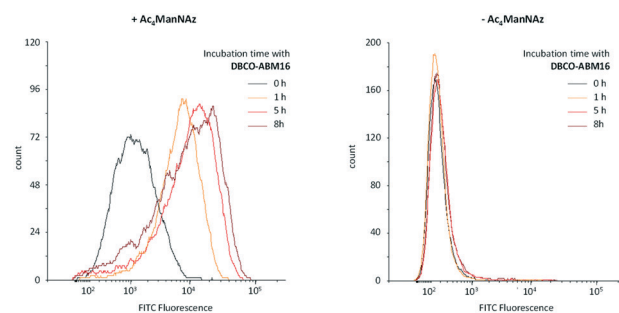 + Ac₄ManNAz
120
96
72
48
24
0
count
Incubation time with
DBCO-ABM16
0 h
1 h
5 h
8h
10² 10³ 10⁴ 10⁵
FITC Fluorescence
- Ac₄ManNAz
200
160
120
80
40
0
count
Incubation time with
DBCO-ABM16
0 h
1 h
5 h
8h
10² 10³ 10⁴ 10⁵
FITC Fluorescence